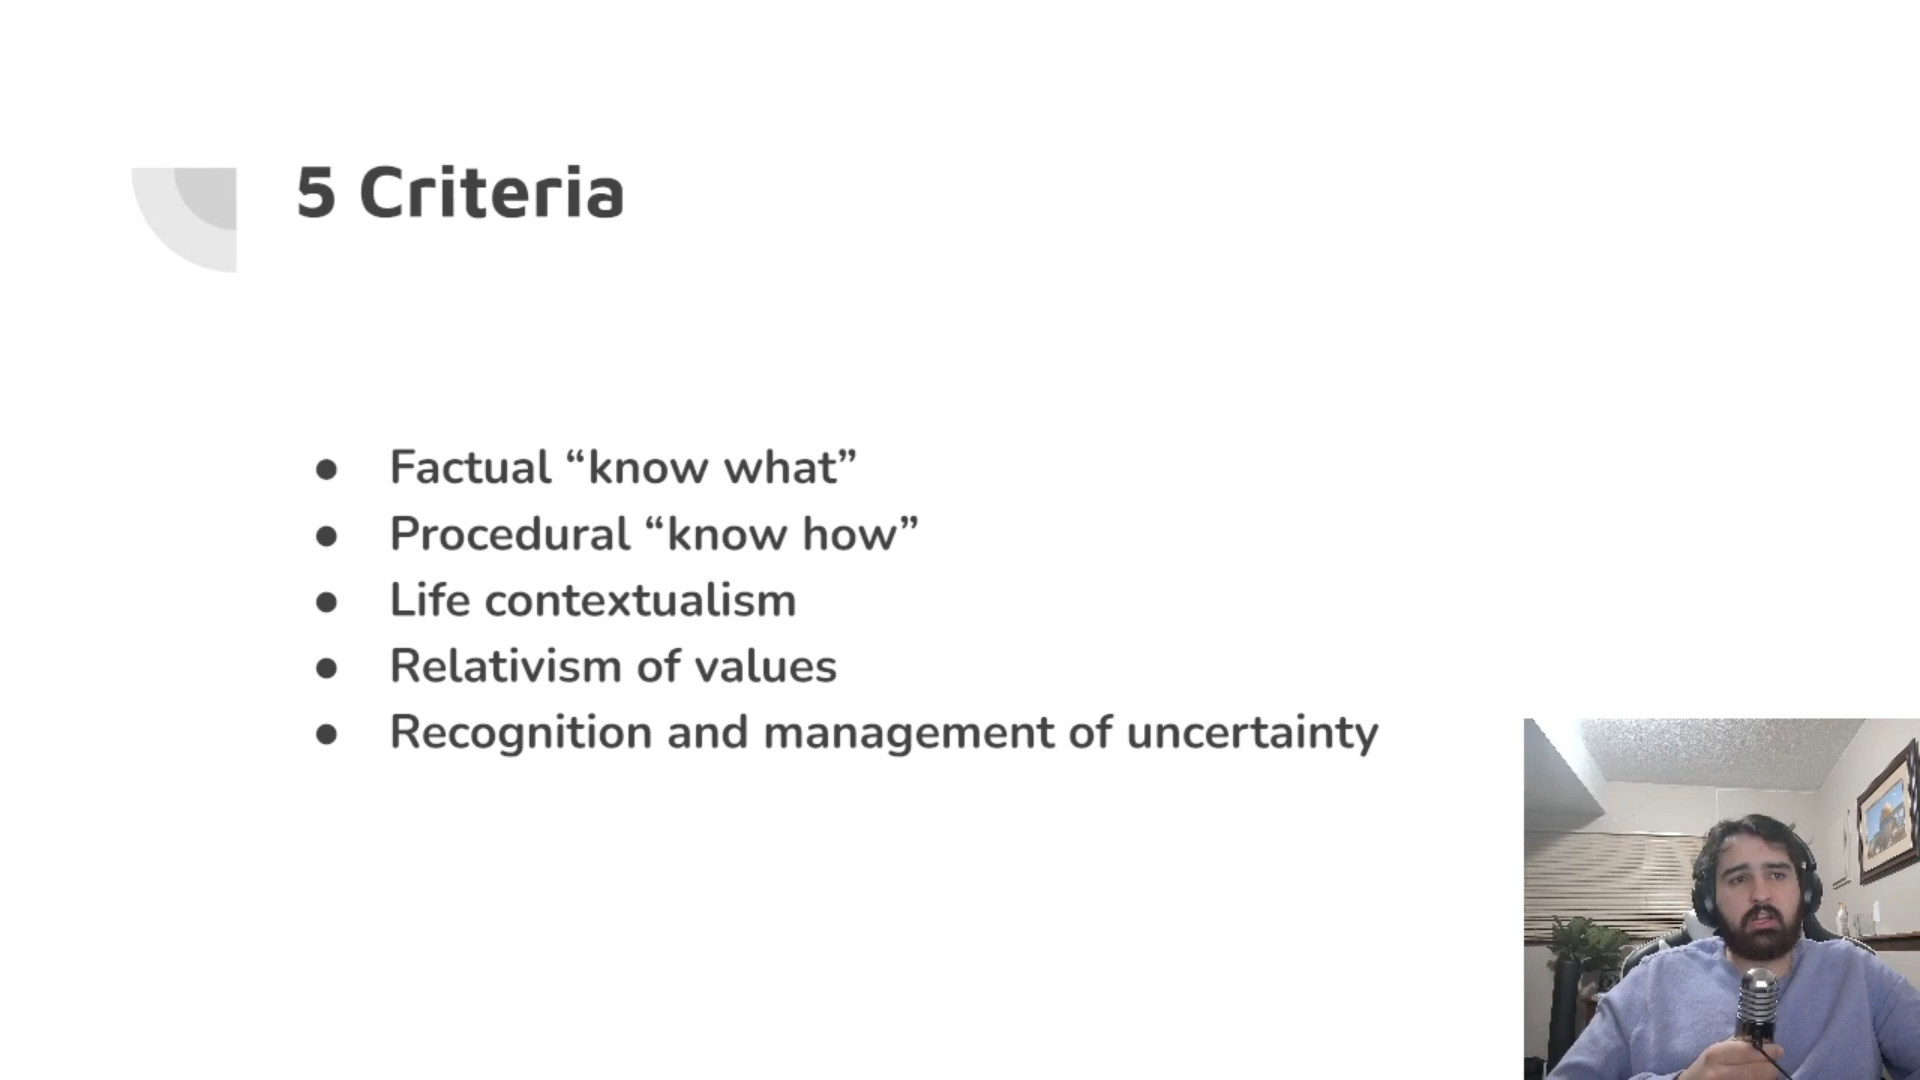 5 Criteria
● Factual “know what”
● Procedural “know how”
● Life contextualism
● Relativism of values
● Recognition and management of uncertainty